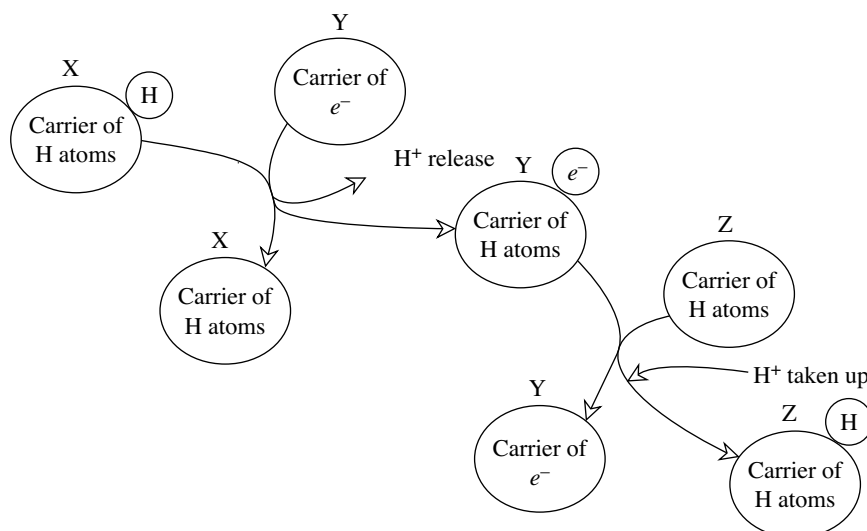 X
H
Carrier of
H atoms
Y
Carrier of
e⁻
H⁺ release
X
Carrier of
H atoms
Y
e⁻
Carrier of
H atoms
Z
Carrier of
H atoms
H⁺ taken up
Y
Carrier of
e⁻
Z
H
Carrier of
H atoms